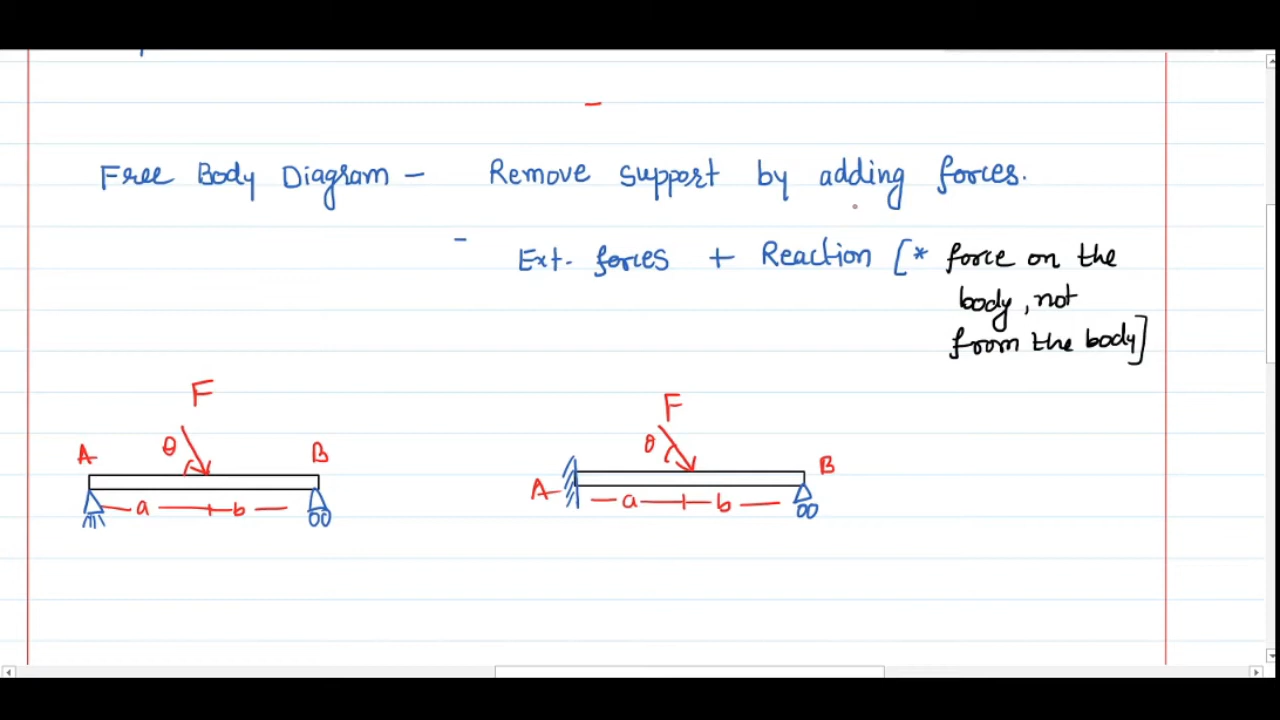 Free Body Diagram – Remove support by adding forces.
– Ext. forces + Reaction [* force on the
body, not
from the body]
F
F
θ
θ
A
B
B
A
a
b
a
b